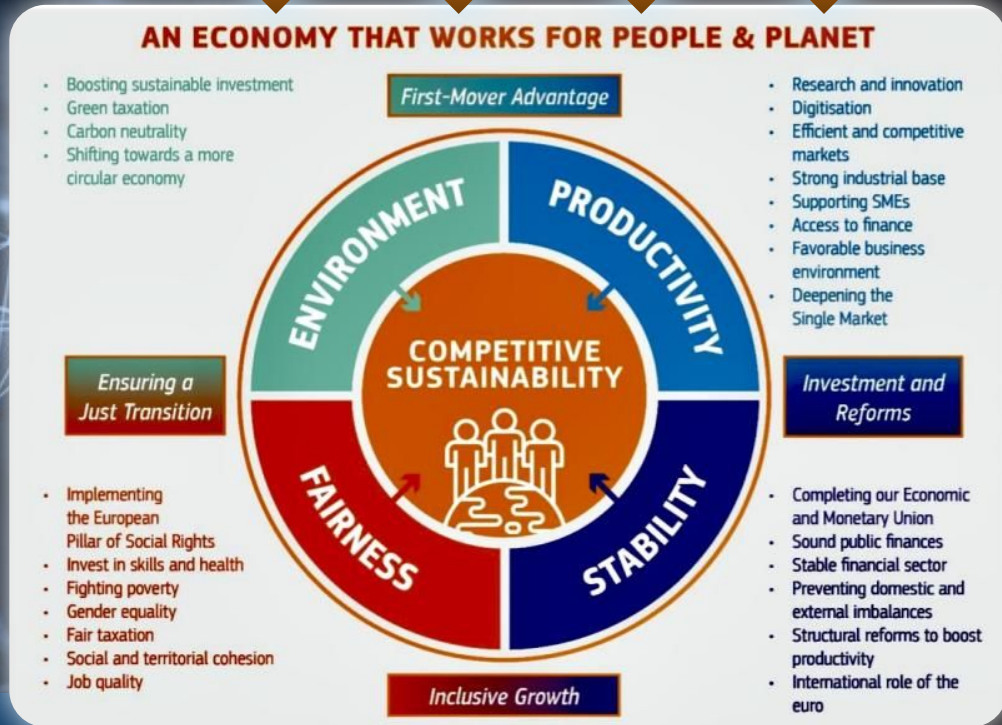 AN ECONOMY THAT WORKS FOR PEOPLE & PLANET
• Boosting sustainable investment
• Green taxation
• Carbon neutrality
• Shifting towards a more
circular economy
First-Mover Advantage
• Research and innovation
• Digitisation
• Efficient and competitive
markets
• Strong industrial base
• Supporting SMEs
• Access to finance
• Favorable business
environment
• Deepening the
Single Market
ENVIRONMENT
PRODUCTIVITY
COMPETITIVE
SUSTAINABILITY
Ensuring a
Just Transition
Investment and
Reforms
FAIRNESS
STABILITY
• Implementing
the European
Pillar of Social Rights
• Invest in skills and health
• Fighting poverty
• Gender equality
• Fair taxation
• Social and territorial cohesion
• Job quality
• Completing our Economic
and Monetary Union
• Sound public finances
• Stable financial sector
• Preventing domestic and
external imbalances
• Structural reforms to boost
productivity
• International role of the
euro
Inclusive Growth